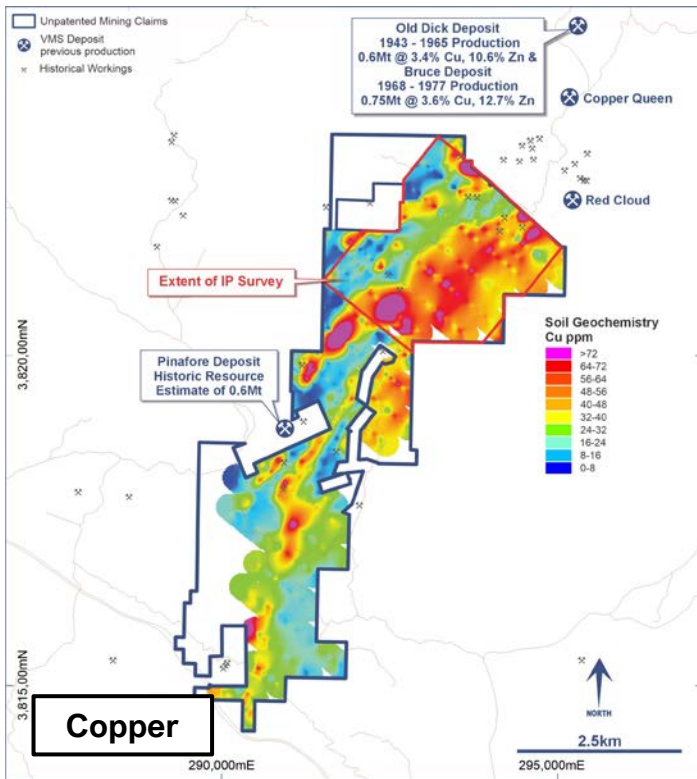 Unpatented Mining Claims
VMS Deposit
previous production
Historical Workings
Old Dick Deposit
1943 - 1965 Production
0.6Mt @ 3.4% Cu, 10.6% Zn &
Bruce Deposit
1968 - 1977 Production
0.75Mt @ 3.6% Cu, 12.7% Zn
Copper Queen
Red Cloud
Extent of IP Survey
3,820,00mN
Pinafore Deposit
Historic Resource
Estimate of 0.6Mt
Soil Geochemistry
Cu ppm
>72
64-72
56-64
48-56
40-48
32-40
24-32
16-24
8-16
0-8
3,815,00mN
Copper
NORTH
2.5km
290,000mE
295,000mE